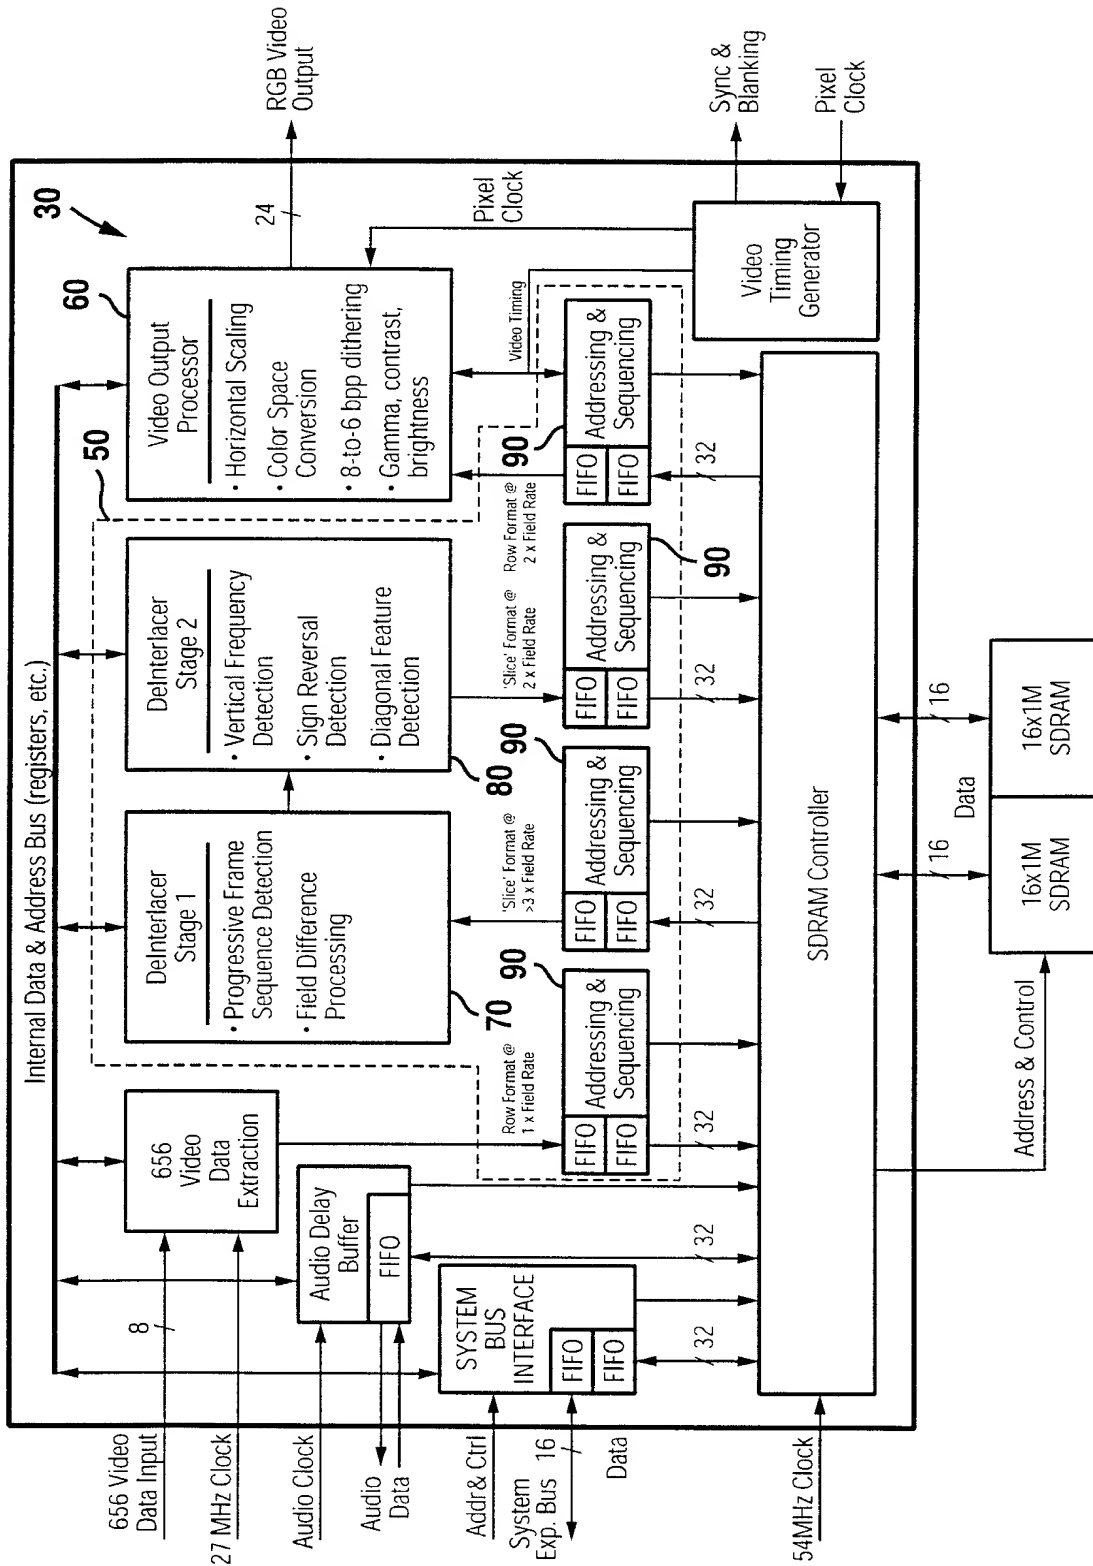 Internal Data & Address Bus (registers, etc.)
30
50
60
656
Video
Data
Extraction
DeInterlacer
Stage 1
• Progressive Frame
Sequence Detection
• Field Difference
Processing
70
DeInterlacer
Stage 2
• Vertical Frequency
Detection
• Sign Reversal
Detection
• Diagonal Feature
Detection
80
Video Output
Processor
• Horizontal Scaling
• Color Space
Conversion
• 8-to-6 bpp dithering
• Gamma, contrast,
brightness
24
RGB Video
Output
656 Video
Data Input
8
27 MHz Clock
Audio Clock
Audio
Data
Audio Delay
Buffer
FIFO
Row Format @
1 x Field Rate
'Slice' Format @
>3 x Field Rate
'Slice' Format @
2 x Field Rate
Row Format @
2 x Field Rate
Video Timing
Pixel
Clock
Addr& Ctrl
System
Exp. Bus
16
Data
SYSTEM
BUS
INTERFACE
FIFO
FIFO
90
FIFO
FIFO
Addressing &
Sequencing
90
FIFO
FIFO
Addressing &
Sequencing
90
FIFO
FIFO
Addressing &
Sequencing
90
FIFO
FIFO
Addressing &
Sequencing
Video
Timing
Generator
Sync &
Blanking
Pixel
Clock
32
32
32
32
32
32
54MHz Clock
SDRAM Controller
Address & Control
16
Data
16
16x1M
SDRAM
16x1M
SDRAM